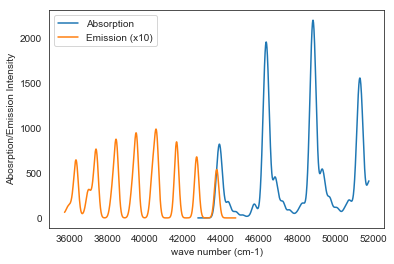 Absorption
Emission (x10)
2000
1500
1000
500
0
Abosrption/Emission Intensity
36000 38000 40000 42000 44000 46000 48000 50000 52000
wave number (cm-1)